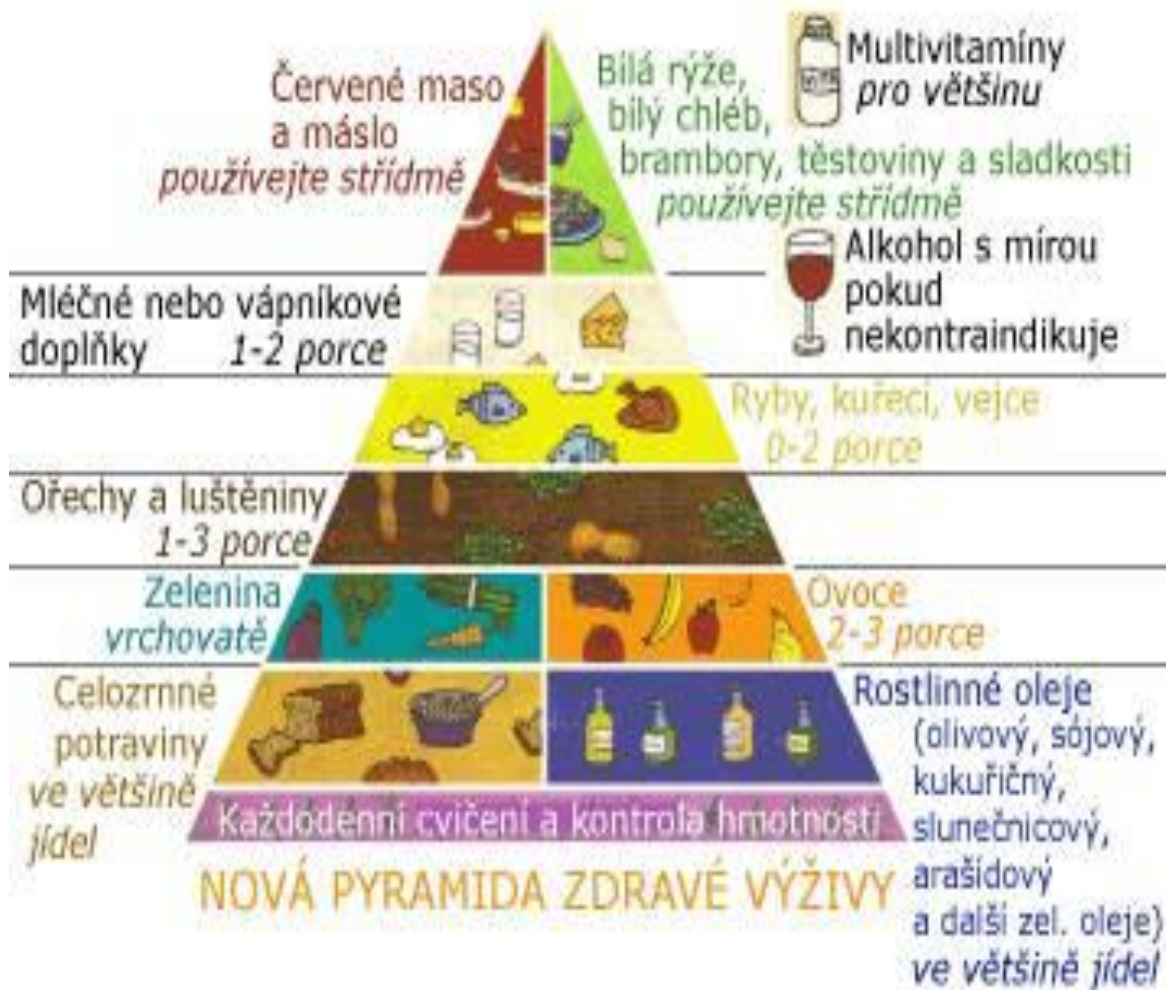 Červené maso
a máslo
používejte střídmě
Bílá rýže,
bílý chléb,
brambory, těstoviny a sladkosti
používejte střídmě
Multivitamíny
pro většinu
Alkohol s mírou
pokud
nekontraindikuje
Mléčné nebo vápníkové
doplňky 1-2 porce
Ryby, kuřecí, vejce
0-2 porce
Ořechy a luštěniny
1-3 porce
Zelenina
vrchovatě
Ovoce
2-3 porce
Celozrnné
potraviny
ve většině
jídel
Rostlinné oleje
(olivový, sójový,
kukuřičný,
slunečnicový,
arašídový
a další zel. oleje)
ve většině jídel
Každodenní cvičení a kontrola hmotnosti
NOVÁ PYRAMIDA ZDRAVÉ VÝŽIVY